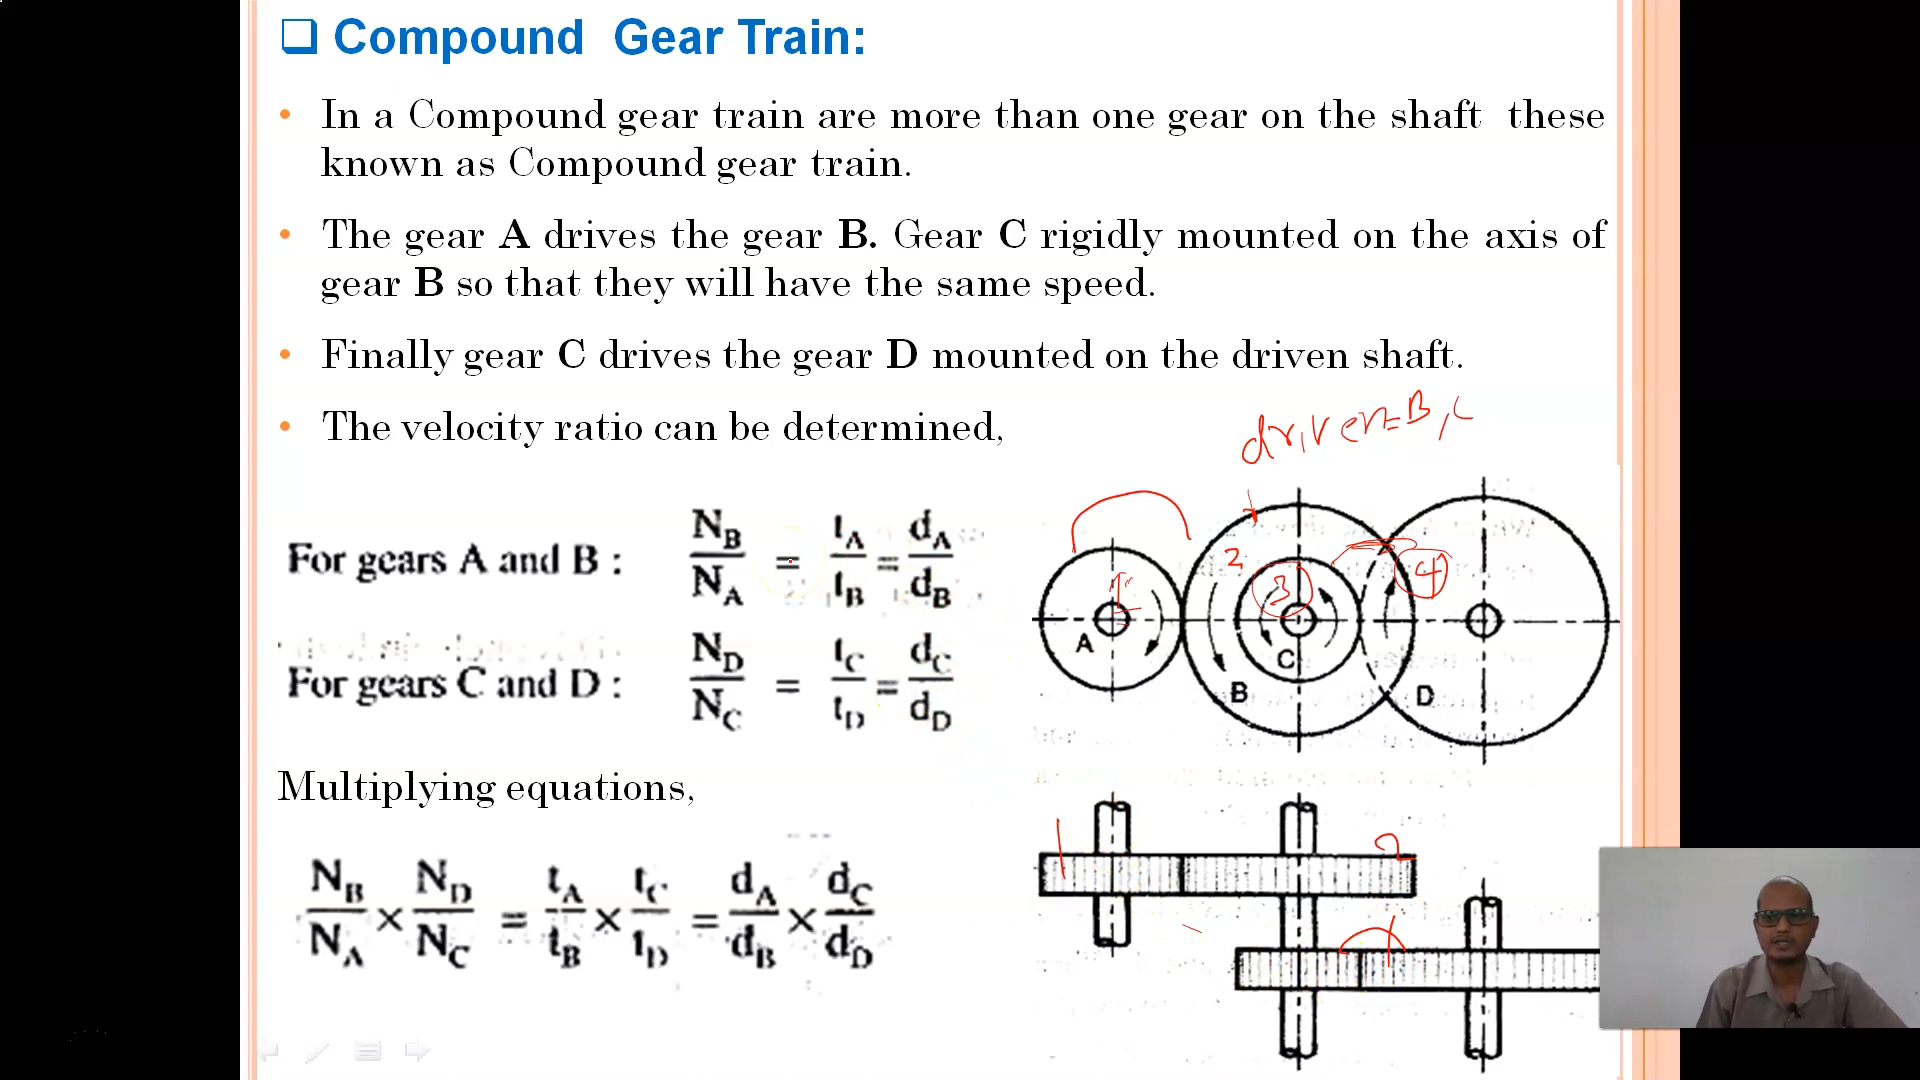 Compound Gear Train:
• In a Compound gear train are more than one gear on the shaft these
known as Compound gear train.
• The gear A drives the gear B. Gear C rigidly mounted on the axis of
gear B so that they will have the same speed.
• Finally gear C drives the gear D mounted on the driven shaft.
• The velocity ratio can be determined,
driven=B, C
For gears A and B : N_B/N_A = t_A/t_B = d_A/d_B
For gears C and D : N_D/N_C = t_C/t_D = d_C/d_D
Multiplying equations,
N_B/N_A × N_D/N_C = t_A/t_B × t_C/t_D = d_A/d_B × d_C/d_D
1 2 3 4
A B C D
1 2